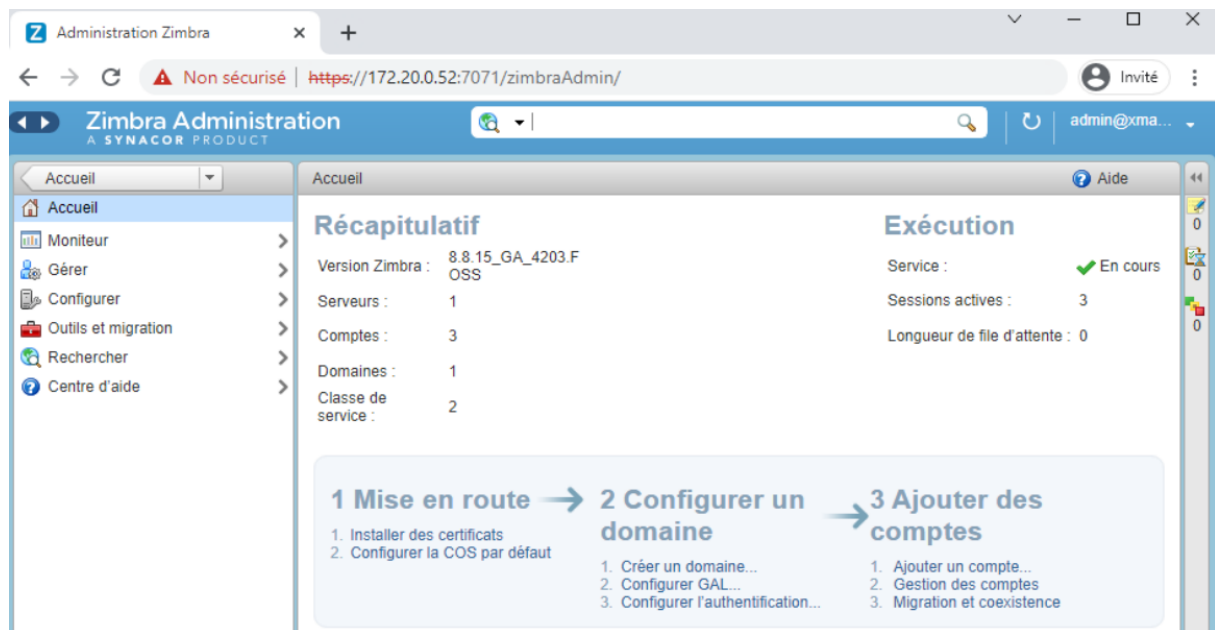 Administration Zimbra
Non sécurisé https://172.20.0.52:7071/zimbraAdmin/ Invité
Zimbra Administration
A SYNACOR PRODUCT
admin@xma...
Accueil
Accueil
Moniteur
Gérer
Configurer
Outils et migration
Rechercher
Centre d'aide
Accueil Aide
Récapitulatif
Version Zimbra : 8.8.15_GA_4203.F
OSS
Serveurs : 1
Comptes : 3
Domaines : 1
Classe de
service : 2
Exécution
Service : En cours
Sessions actives : 3
Longueur de file d'attente : 0
0
0
0
1 Mise en route
1. Installer des certificats
2. Configurer la COS par défaut
2 Configurer un
domaine
1. Créer un domaine...
2. Configurer GAL...
3. Configurer l'authentification...
3 Ajouter des
comptes
1. Ajouter un compte...
2. Gestion des comptes
3. Migration et coexistence